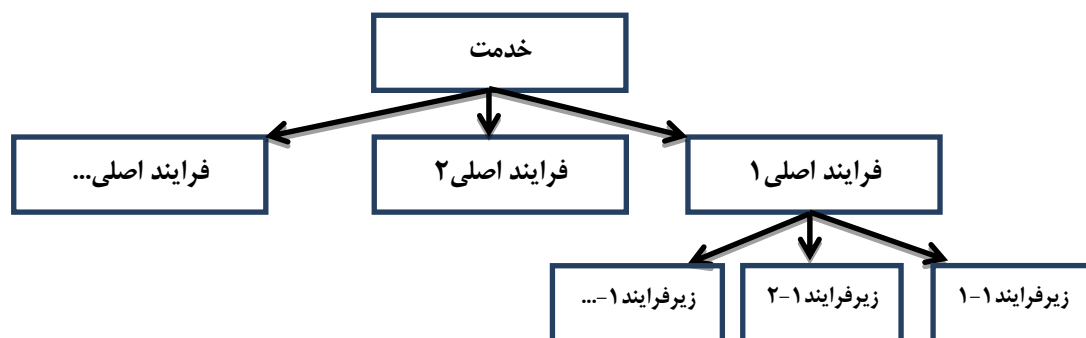 خدمت
فرایند اصلی۱
فرایند اصلی۲
فرایند اصلی...
زیرفرایند۱-۱
زیرفرایند۱-۲
زیرفرایند۱-...